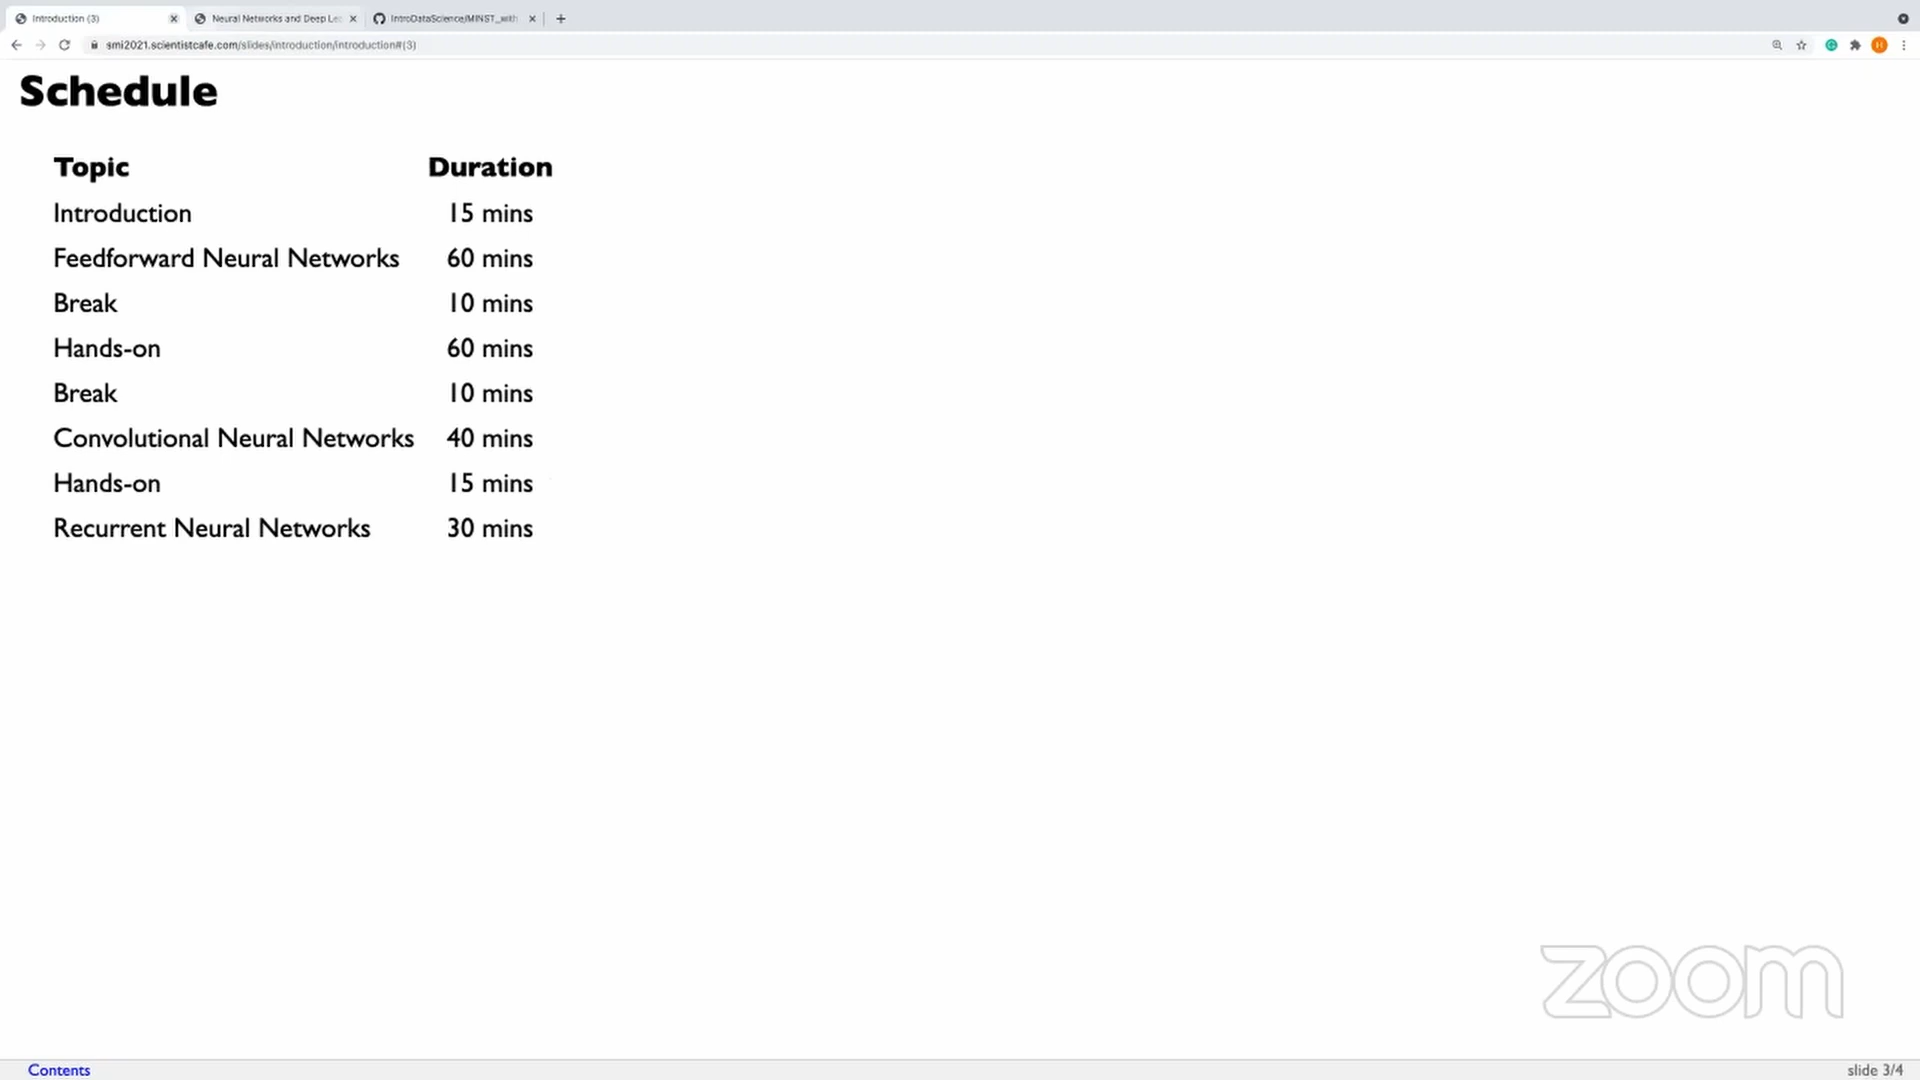 Introduction (3)
Neural Networks and Deep Lea
IntroDataScience/MINST_with
smi2021.scientistcafe.com/slides/introduction/introduction#(3)
H
Schedule
Topic Duration
Introduction 15 mins
Feedforward Neural Networks 60 mins
Break 10 mins
Hands-on 60 mins
Break 10 mins
Convolutional Neural Networks 40 mins
Hands-on 15 mins
Recurrent Neural Networks 30 mins
zoom
Contents
slide 3/4